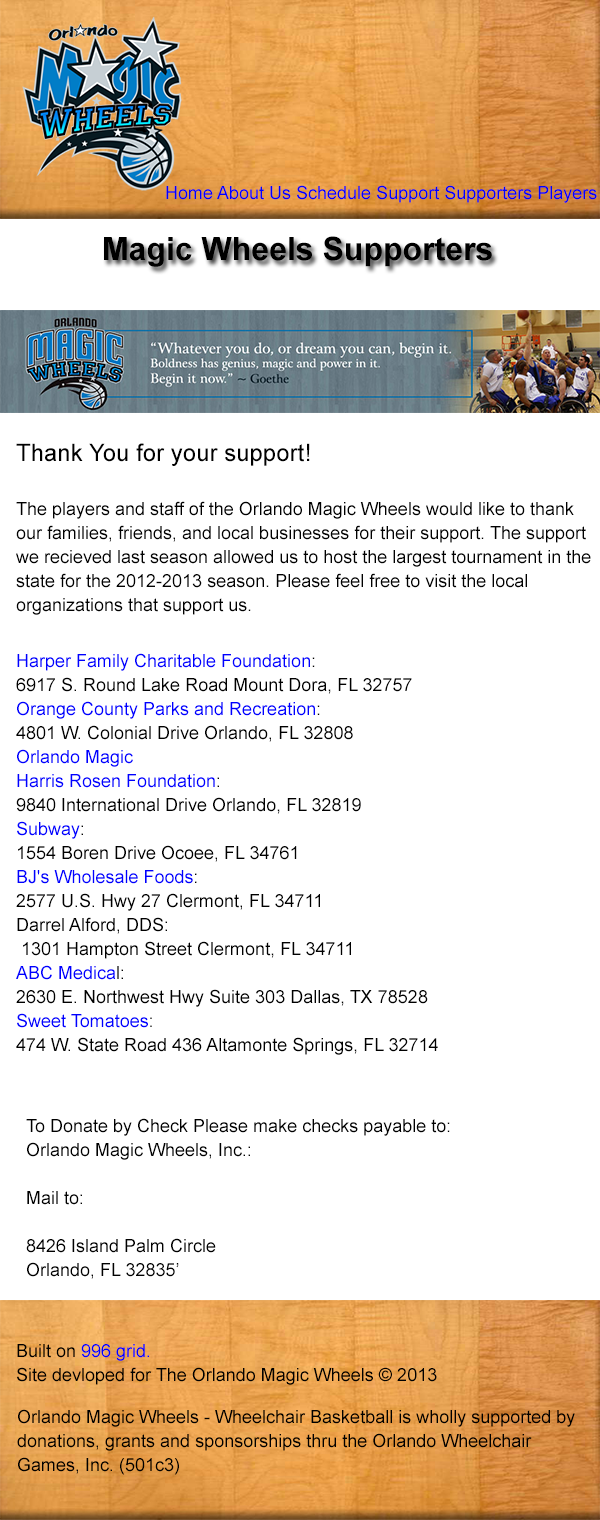 Orlando
Magic
WHEELS
Home About Us Schedule Support Supporters Players
Magic Wheels Supporters
ORLANDO
MAGIC
WHEELS
“Whatever you do, or dream you can, begin it.
Boldness has genius, magic and power in it.
Begin it now.” ~ Goethe
Thank You for your support!
The players and staff of the Orlando Magic Wheels would like to thank
our families, friends, and local businesses for their support. The support
we recieved last season allowed us to host the largest tournament in the
state for the 2012-2013 season. Please feel free to visit the local
organizations that support us.
Harper Family Charitable Foundation:
6917 S. Round Lake Road Mount Dora, FL 32757
Orange County Parks and Recreation:
4801 W. Colonial Drive Orlando, FL 32808
Orlando Magic
Harris Rosen Foundation:
9840 International Drive Orlando, FL 32819
Subway:
1554 Boren Drive Ocoee, FL 34761
BJ's Wholesale Foods:
2577 U.S. Hwy 27 Clermont, FL 34711
Darrel Alford, DDS:
1301 Hampton Street Clermont, FL 34711
ABC Medical:
2630 E. Northwest Hwy Suite 303 Dallas, TX 78528
Sweet Tomatoes:
474 W. State Road 436 Altamonte Springs, FL 32714
To Donate by Check Please make checks payable to:
Orlando Magic Wheels, Inc.:
Mail to:
8426 Island Palm Circle
Orlando, FL 32835’
Built on 996 grid.
Site devloped for The Orlando Magic Wheels © 2013
Orlando Magic Wheels - Wheelchair Basketball is wholly supported by
donations, grants and sponsorships thru the Orlando Wheelchair
Games, Inc. (501c3)